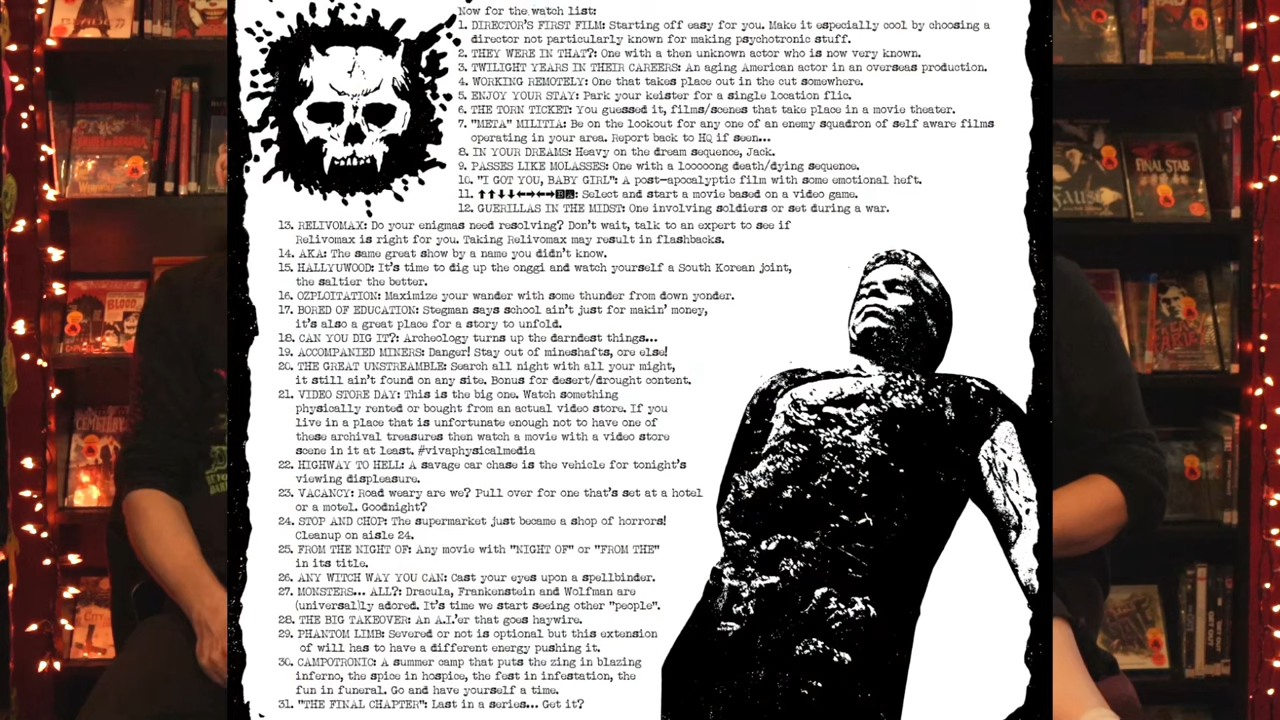 Now for the watch list:
1. DIRECTOR'S FIRST FILM: Starting off easy for you. Make it especially cool by choosing a
director not particularly known for making psychotronic stuff.
2. THEY WERE IN THAT?: One with a then unknown actor who is now very known.
3. TWILIGHT YEARS IN THEIR CAREERS: An aging American actor in an overseas production.
4. WORKING REMOTELY: One that takes place out in the cut somewhere.
5. ENJOY YOUR STAY: Park your keister for a single location flic.
6. THE TORN TICKET: You guessed it, films/scenes that take place in a movie theater.
7. "META" MILITIA: Be on the lookout for any one of an enemy squadron of self aware films
operating in your area. Report back to HQ if seen...
8. IN YOUR DREAMS: Heavy on the dream sequence, Jack.
9. PASSES LIKE MOLASSES: One with a looooong death/dying sequence.
10. "I GOT YOU, BABY GIRL": A post-apocalyptic film with some emotional heft.
11. ⬆⬆⬇⬇⬅➡⬅➡🅱🅰: Select and start a movie based on a video game.
12. GUERILLAS IN THE MIDST: One involving soldiers or set during a war.
13. RELIVOMAX: Do your enigmas need resolving? Don't wait, talk to an expert to see if
Relivomax is right for you. Taking Relivomax may result in flashbacks.
14. AKA: The same great show by a name you didn't know.
15. HALLYUWOOD: It's time to dig up the onggi and watch yourself a South Korean joint,
the saltier the better.
16. OZPLOITATION: Maximize your wander with some thunder from down yonder.
17. BORED OF EDUCATION: Stegman says school ain't just for makin' money,
it's also a great place for a story to unfold.
18. CAN YOU DIG IT?: Archeology turns up the darndest things...
19. ACCOMPANIED MINERS: Danger! Stay out of mineshafts, ore else!
20. THE GREAT UNSTREAMBLE: Search all night with all your might,
it still ain't found on any site. Bonus for desert/drought content.
21. VIDEO STORE DAY: This is the big one. Watch something
physically rented or bought from an actual video store. If you
live in a place that is unfortunate enough not to have one of
these archival treasures then watch a movie with a video store
scene in it at least. #vivaphysicalmedia
22. HIGHWAY TO HELL: A savage car chase is the vehicle for tonight's
viewing displeasure.
23. VACANCY: Road weary are we? Pull over for one that's set at a hotel
or a motel. Goodnight?
24. STOP AND CHOP: The supermarket just became a shop of horrors!
Cleanup on aisle 24.
25. FROM THE NIGHT OF: Any movie with "NIGHT OF" or "FROM THE"
in its title.
26. ANY WITCH WAY YOU CAN: Cast your eyes upon a spellbinder.
27. MONSTERS... ALL?: Dracula, Frankenstein and Wolfman are
(universal)ly adored. It's time we start seeing other "people".
28. THE BIG TAKEOVER: An A.I.'er that goes haywire.
29. PHANTOM LIMB: Severed or not is optional but this extension
of will has to have a different energy pushing it.
30. CAMPOTRONIC: A summer camp that puts the zing in blazing
inferno, the spice in hospice, the fest in infestation, the
fun in funeral. Go and have yourself a time.
31. "THE FINAL CHAPTER": Last in a series... Get it?
FINAL STAB
BLOOD